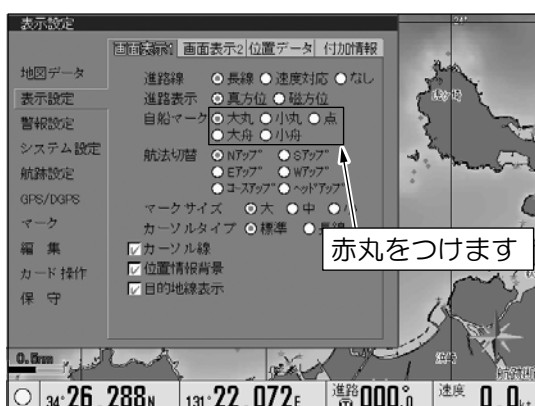 表示設定
画面表示1 画面表示2 位置データ 付加情報
地図データ
表示設定
警報設定
システム設定
航跡設定
GPS/DGPS
マーク
編 集
カード操作
保 守
進路線 長線 速度対応 なし
進路表示 真方位 磁方位
自船マーク 大丸 小丸 点
大舟 小舟
航法切替 Nアップ Sアップ
Eアップ Wアップ
コースアップ ヘッドアップ
マークサイズ 大 中
カーソルタイプ 標準
カーソル線
位置情報背景
目的地線表示
赤丸をつけます
24'
0.5nm
34°26.288N 131°22.072E 進路 000.° 速度 0.0kt